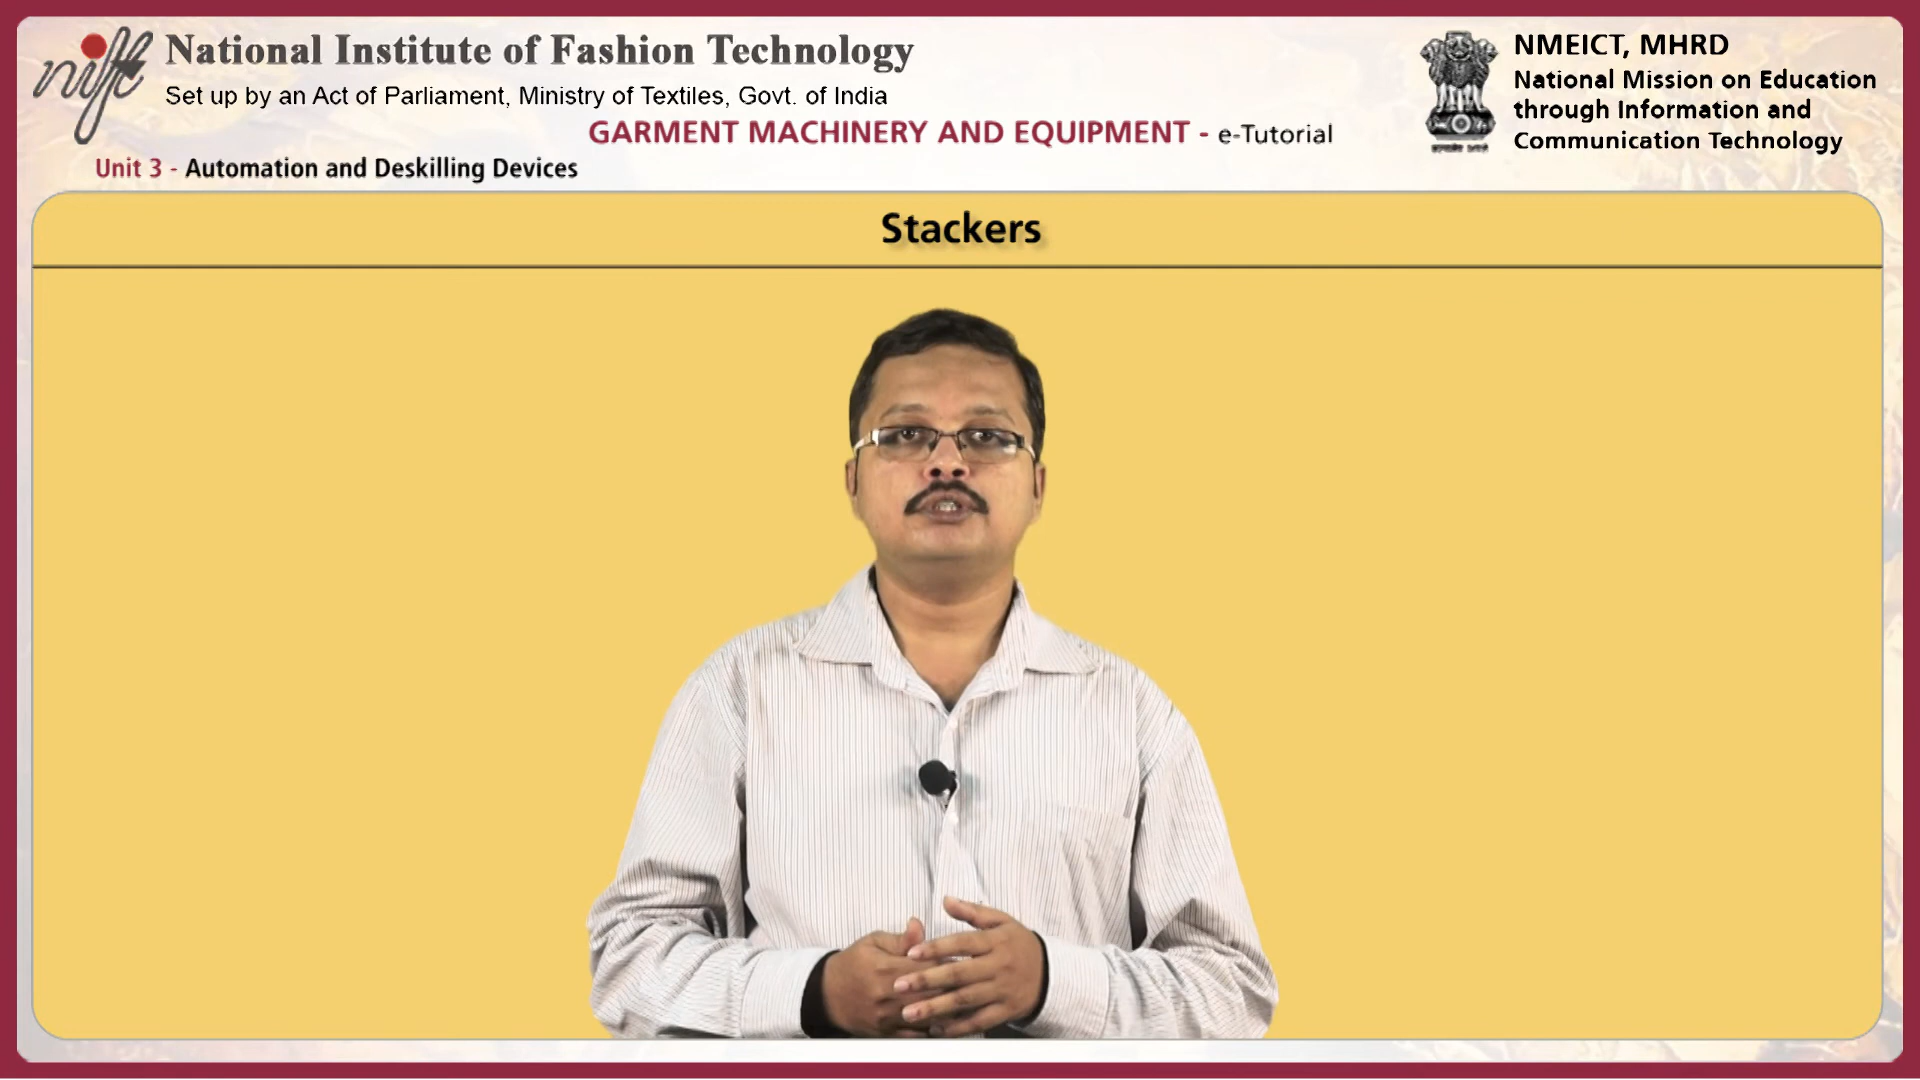 nift
National Institute of Fashion Technology
Set up by an Act of Parliament, Ministry of Textiles, Govt. of India
GARMENT MACHINERY AND EQUIPMENT - e-Tutorial
Unit 3 - Automation and Deskilling Devices
NMEICT, MHRD
National Mission on Education
through Information and
Communication Technology
Stackers